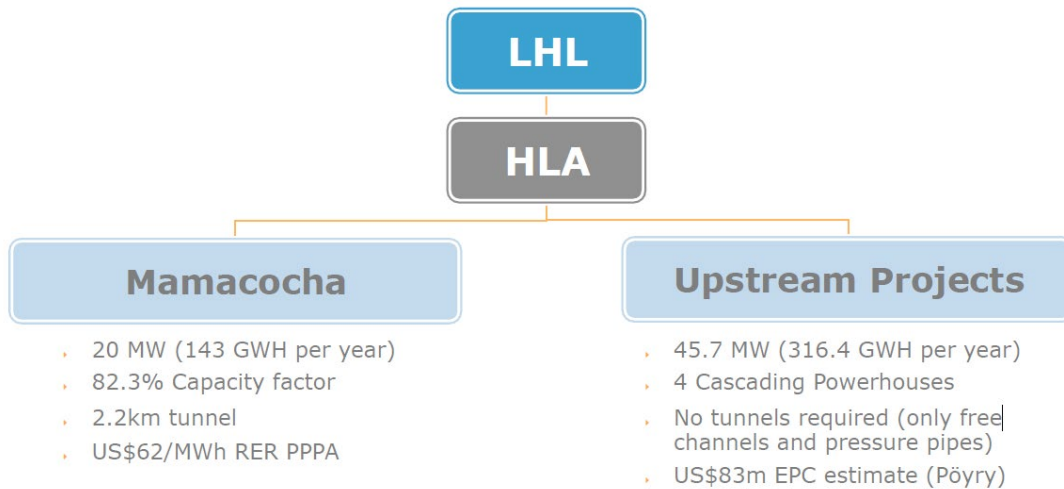 LHL
HLA
Mamacocha
20 MW (143 GWH per year)
82.3% Capacity factor
2.2km tunnel
US$62/MWh RER PPPA
Upstream Projects
45.7 MW (316.4 GWH per year)
4 Cascading Powerhouses
No tunnels required (only free
channels and pressure pipes)
US$83m EPC estimate (Pöyry)